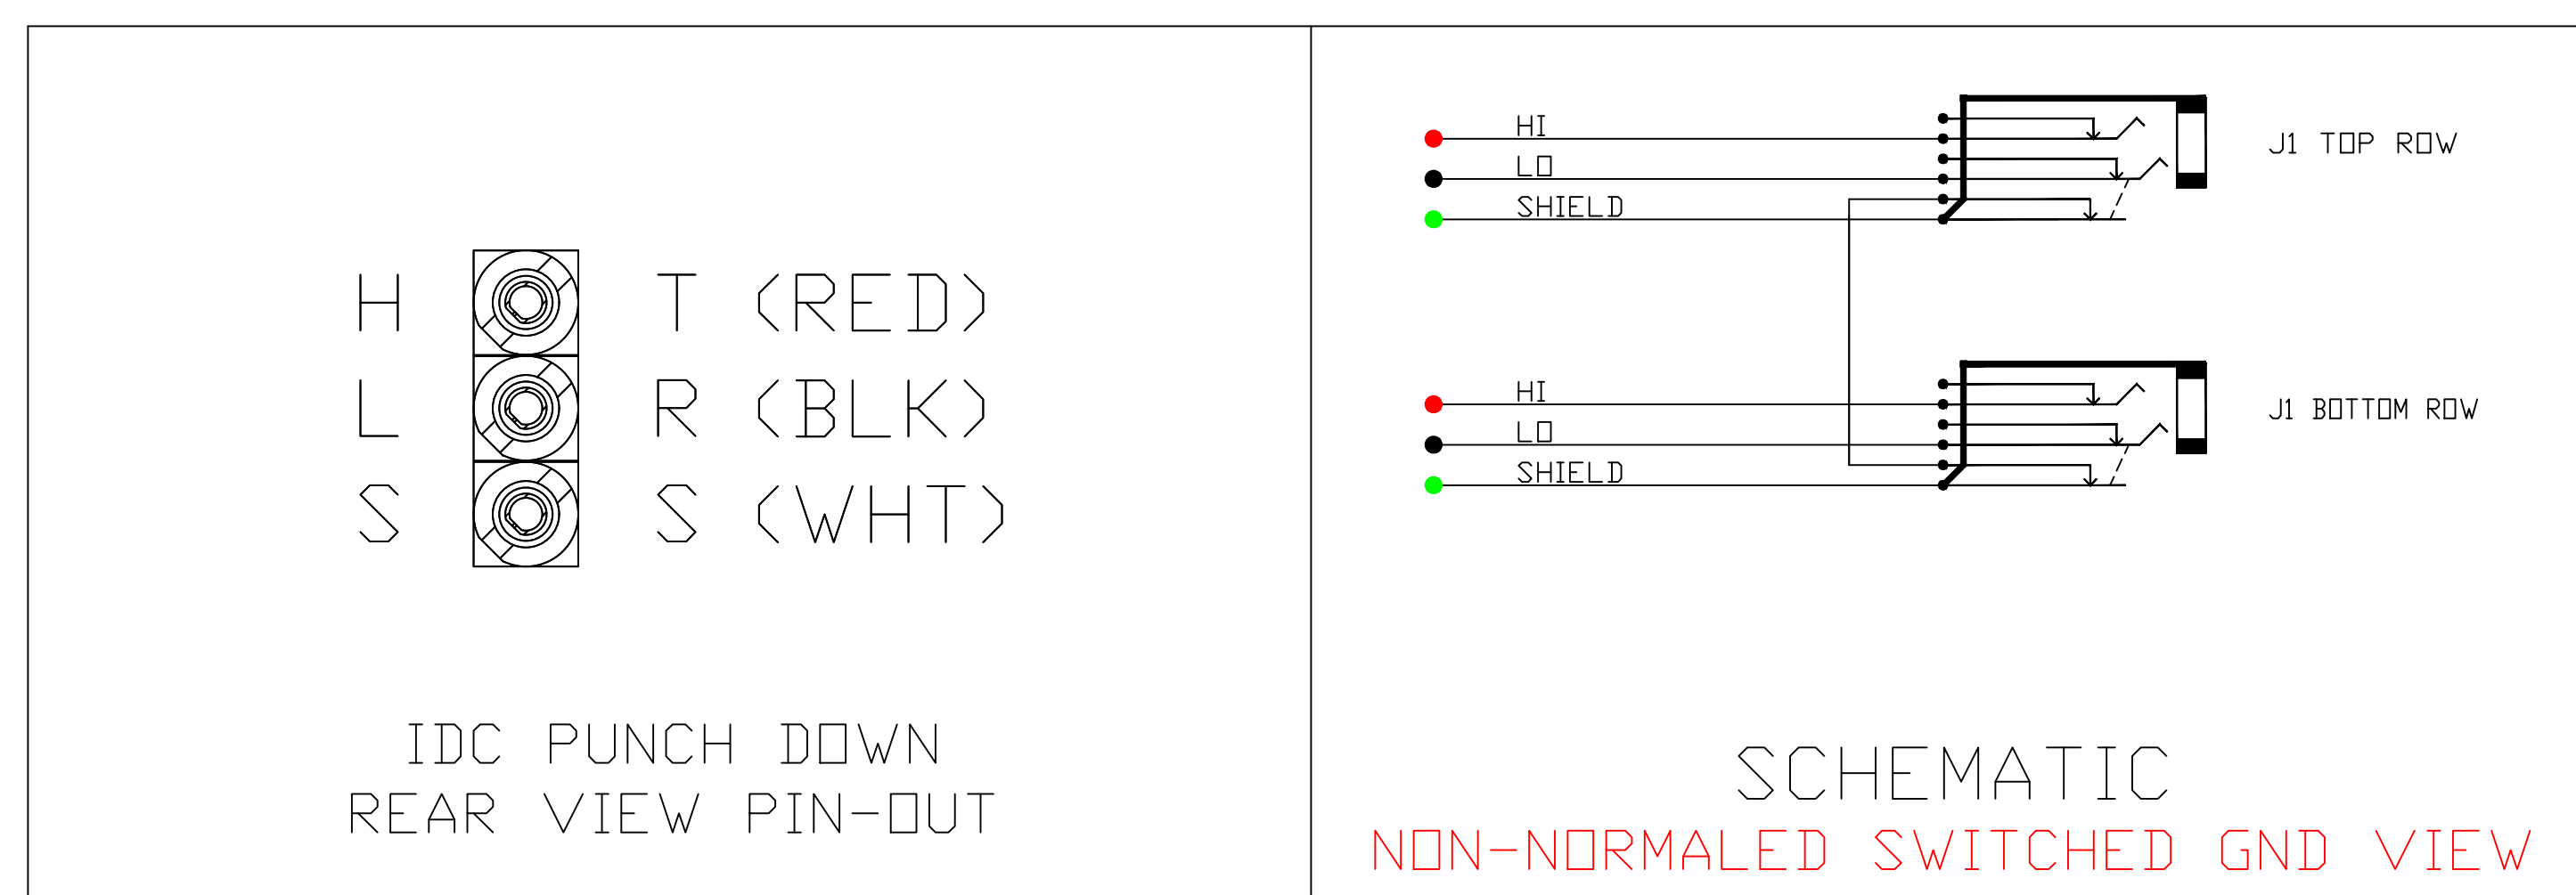 H T (RED)
L R (BLK)
S S (WHT)
IDC PUNCH DOWN
REAR VIEW PIN-OUT
HI
LO
SHIELD
J1 TOP ROW
HI
LO
SHIELD
J1 BOTTOM ROW
SCHEMATIC
NON-NORMALED SWITCHED GND VIEW